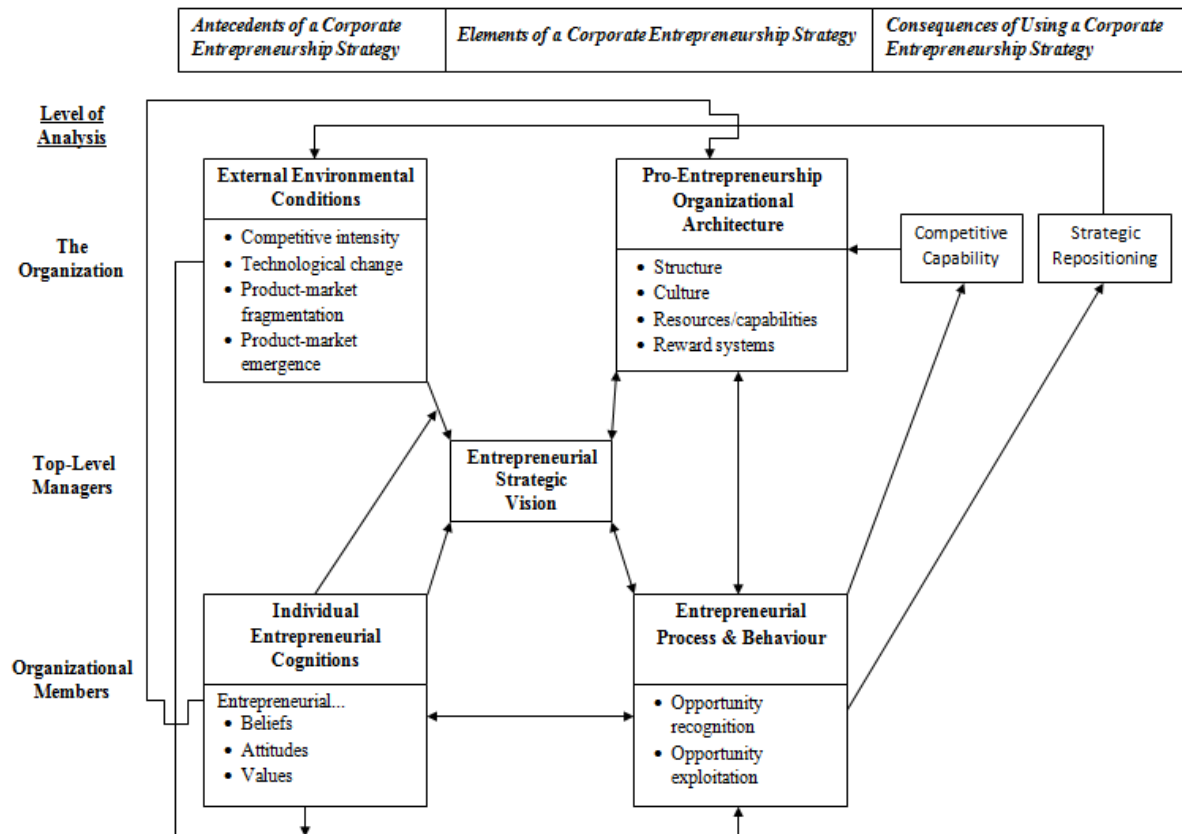 Antecedents of a Corporate
Entrepreneurship Strategy
Elements of a Corporate Entrepreneurship Strategy
Consequences of Using a Corporate
Entrepreneurship Strategy
Level of
Analysis
External Environmental
Conditions
• Competitive intensity
• Technological change
• Product-market
fragmentation
• Product-market
emergence
Pro-Entrepreneurship
Organizational
Architecture
• Structure
• Culture
• Resources/capabilities
• Reward systems
Competitive
Capability
Strategic
Repositioning
The
Organization
Top-Level
Managers
Entrepreneurial
Strategic
Vision
Organizational
Members
Individual
Entrepreneurial
Cognitions
Entrepreneurial...
• Beliefs
• Attitudes
• Values
Entrepreneurial
Process & Behaviour
• Opportunity
recognition
• Opportunity
exploitation